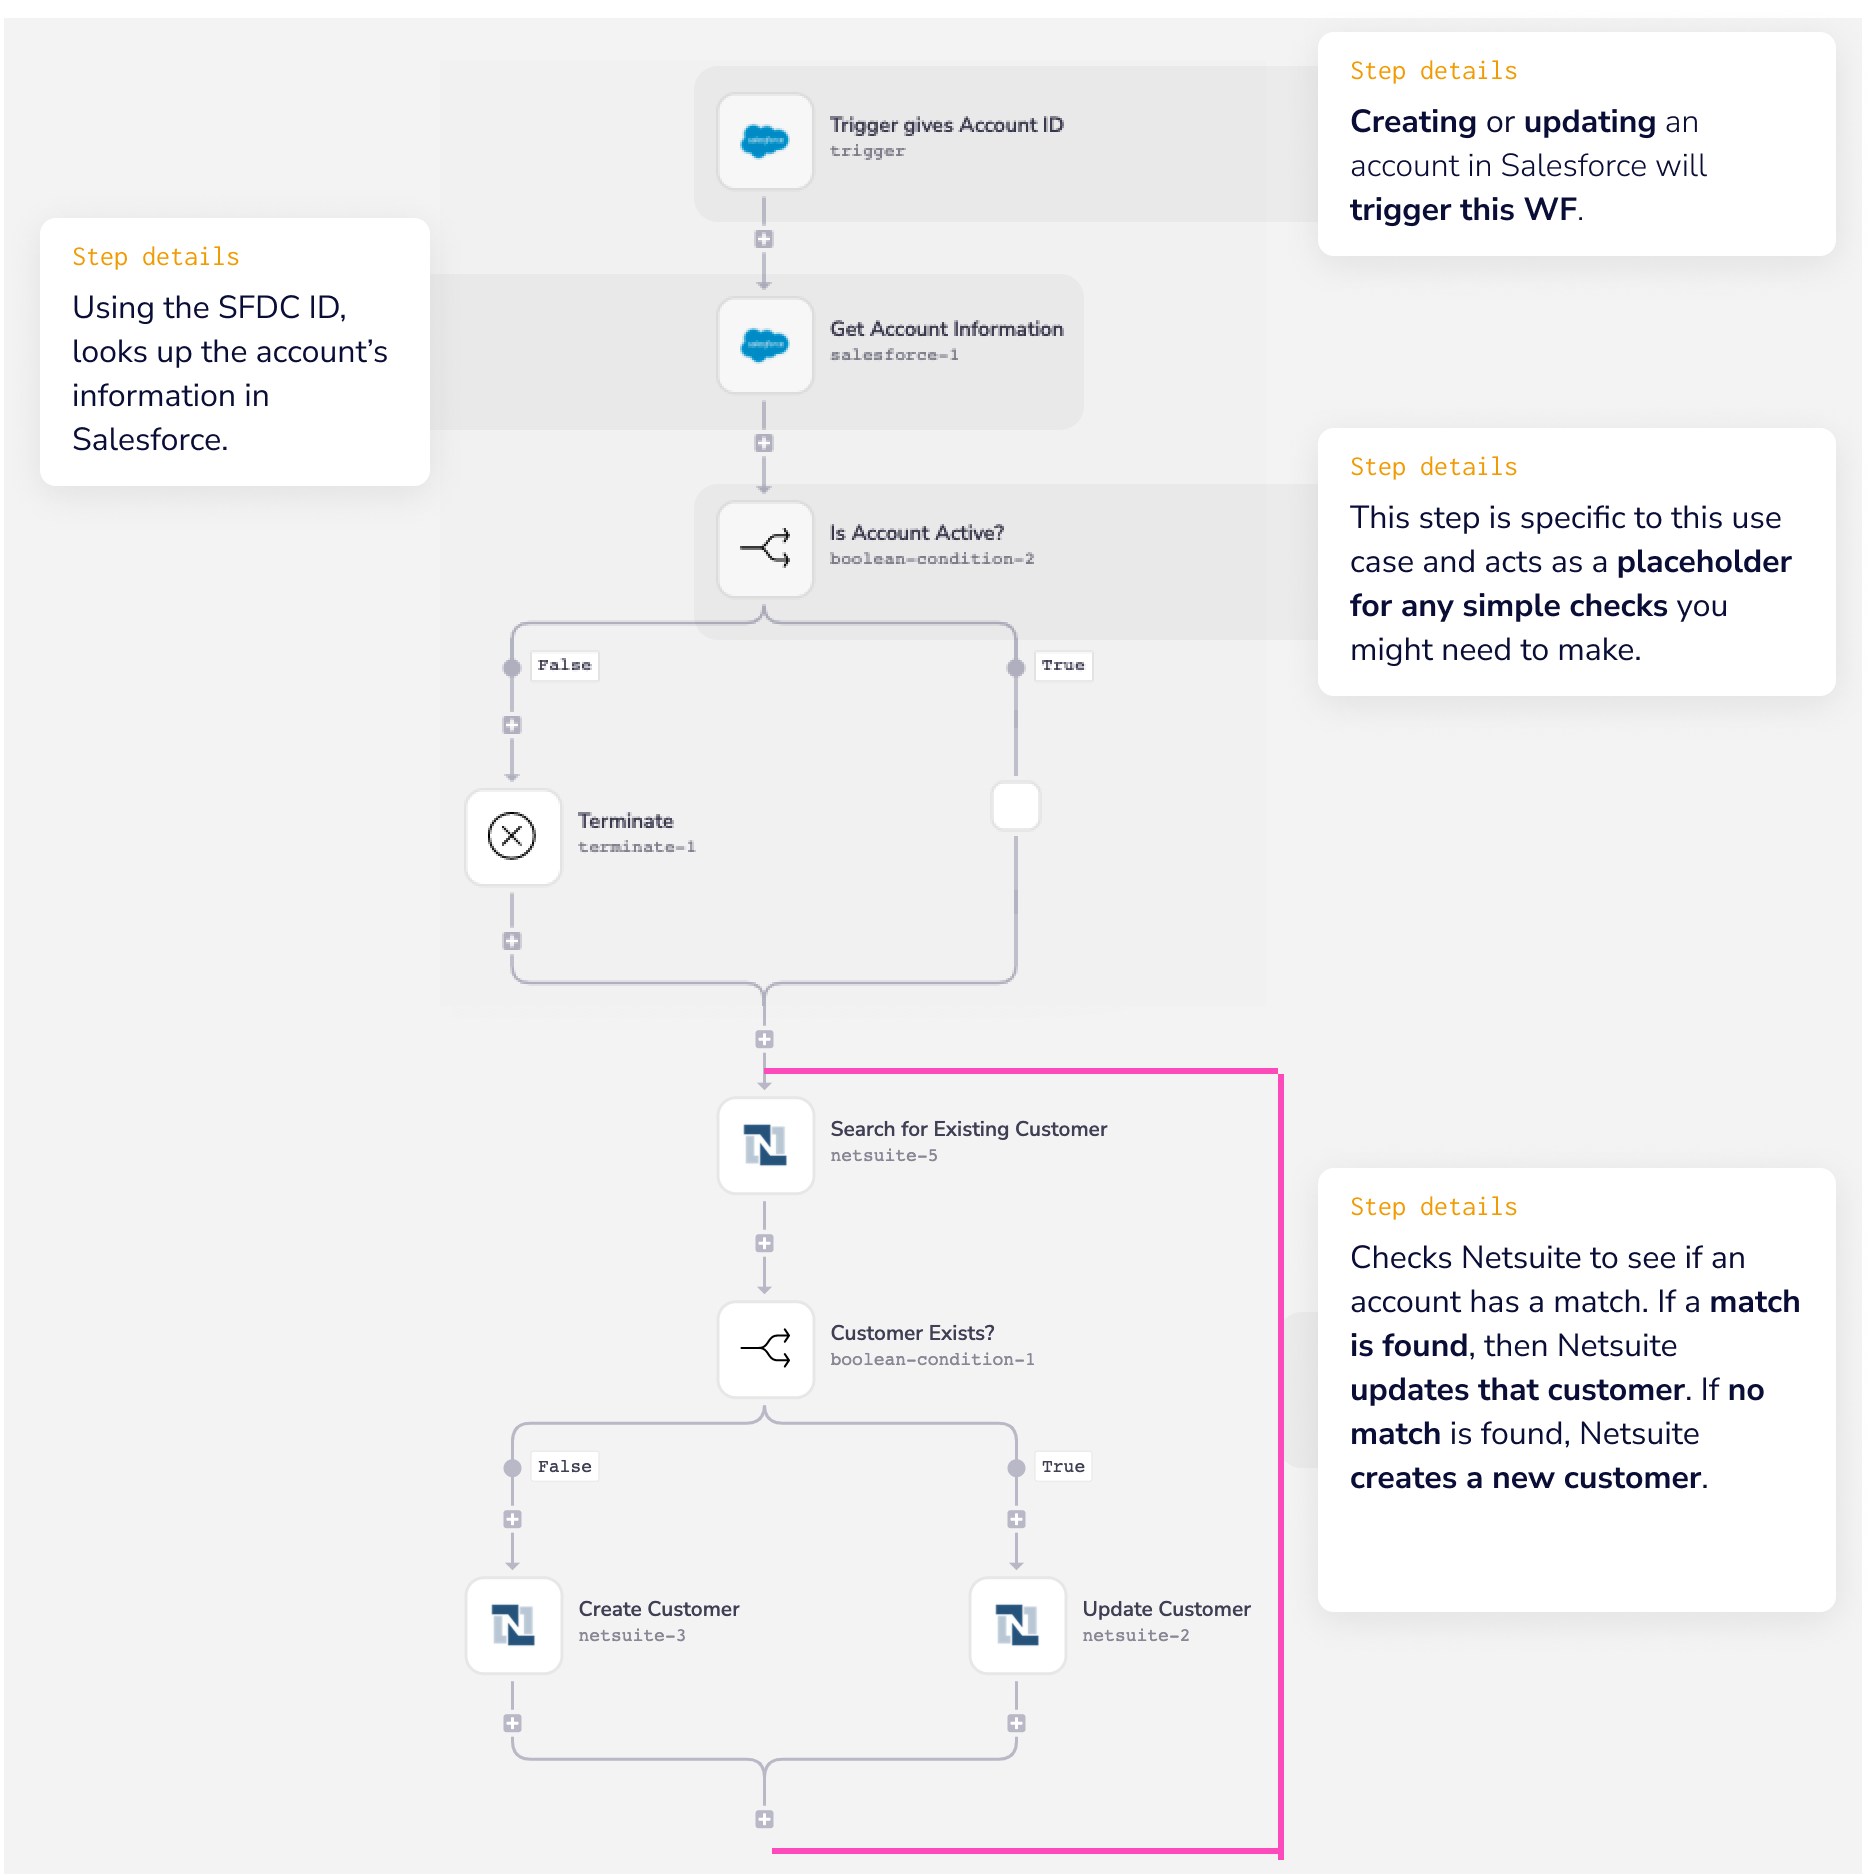 Step details
Creating or updating an
account in Salesforce will
trigger this WF.
salesforce
Trigger gives Account ID
trigger
Step details
Using the SFDC ID,
looks up the account’s
information in
Salesforce.
salesforce
Get Account Information
salesforce-1
Step details
This step is specific to this use
case and acts as a placeholder
for any simple checks you
might need to make.
Is Account Active?
boolean-condition-2
False
True
Terminate
terminate-1
N
Search for Existing Customer
netsuite-5
Step details
Checks Netsuite to see if an
account has a match. If a match
is found, then Netsuite
updates that customer. If no
match is found, Netsuite
creates a new customer.
Customer Exists?
boolean-condition-1
False
True
N
Create Customer
netsuite-3
N
Update Customer
netsuite-2